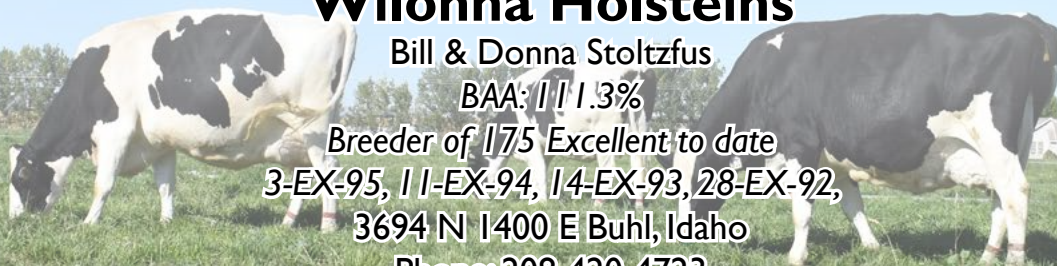 Wilonna Holsteins
Bill & Donna Stoltzfus
BAA: 111.3%
Breeder of 175 Excellent to date
3-EX-95, 11-EX-94, 14-EX-93, 28-EX-92,
3694 N 1400 E Buhl, Idaho